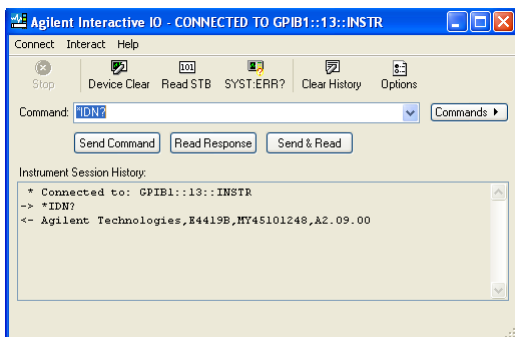 Agilent Interactive IO - CONNECTED TO GPIB1::13::INSTR
Connect Interact Help
Stop Device Clear Read STB SYST:ERR? Clear History Options
101
Command: *IDN? Commands
Send Command Read Response Send & Read
Instrument Session History:
* Connected to: GPIB1::13::INSTR
-> *IDN?
<- Agilent Technologies,E4419B,MY45101248,A2.09.00